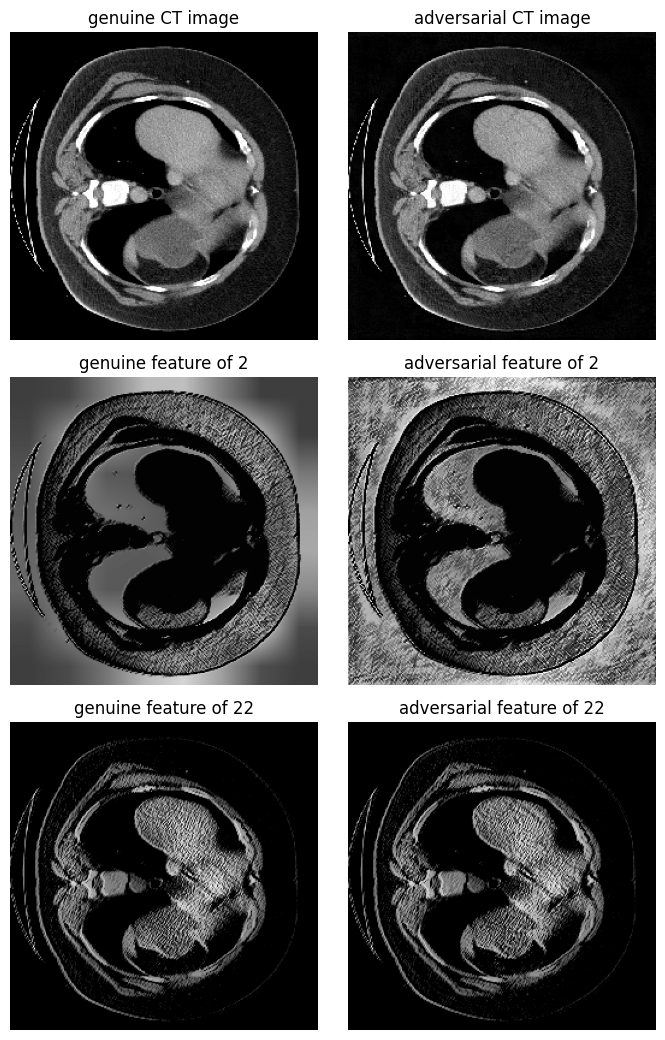 genuine CT image
adversarial CT image
genuine feature of 2
adversarial feature of 2
genuine feature of 22
adversarial feature of 22